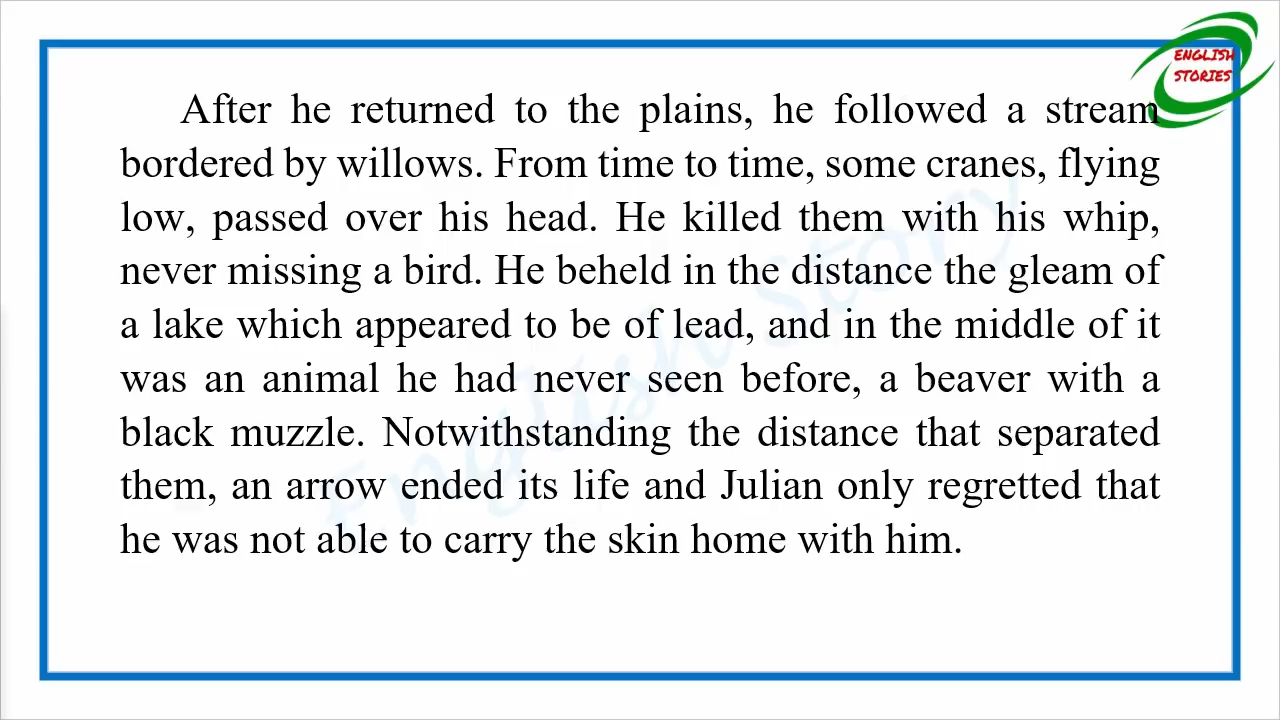 ENGLISH
STORIES
After he returned to the plains, he followed a stream
bordered by willows. From time to time, some cranes, flying
low, passed over his head. He killed them with his whip,
never missing a bird. He beheld in the distance the gleam of
a lake which appeared to be of lead, and in the middle of it
was an animal he had never seen before, a beaver with a
black muzzle. Notwithstanding the distance that separated
them, an arrow ended its life and Julian only regretted that
he was not able to carry the skin home with him.
English Story